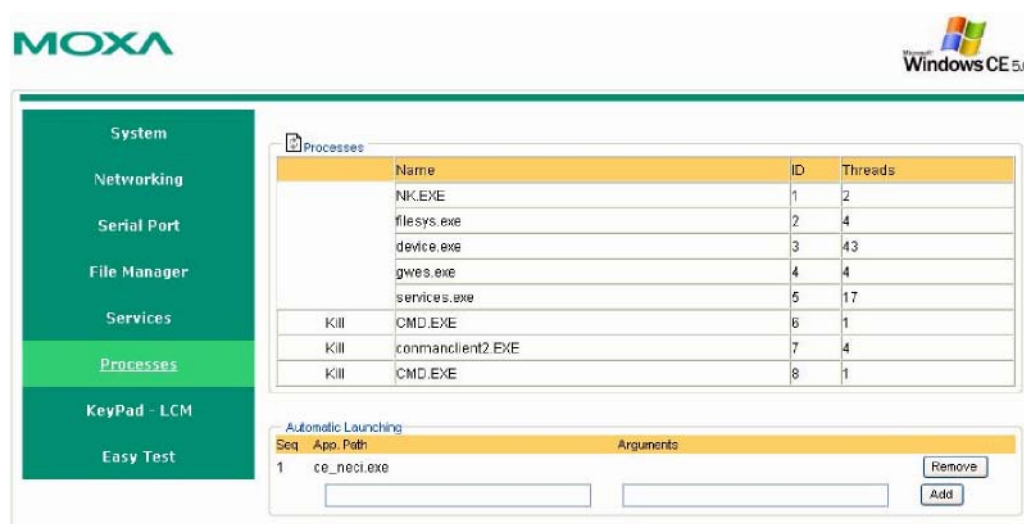 MOXA
Microsoft
Windows CE 5.0
System
Networking
Serial Port
File Manager
Services
Processes
KeyPad - LCM
Easy Test
Processes
Name ID Threads
NK.EXE 1 2
filesys.exe 2 4
device.exe 3 43
gwes.exe 4 4
services.exe 5 17
Kill CMD.EXE 6 1
Kill conmanclient2.EXE 7 4
Kill CMD.EXE 8 1
Automatic Launching
Seq App. Path Arguments
1 ce_neci.exe Remove
Add